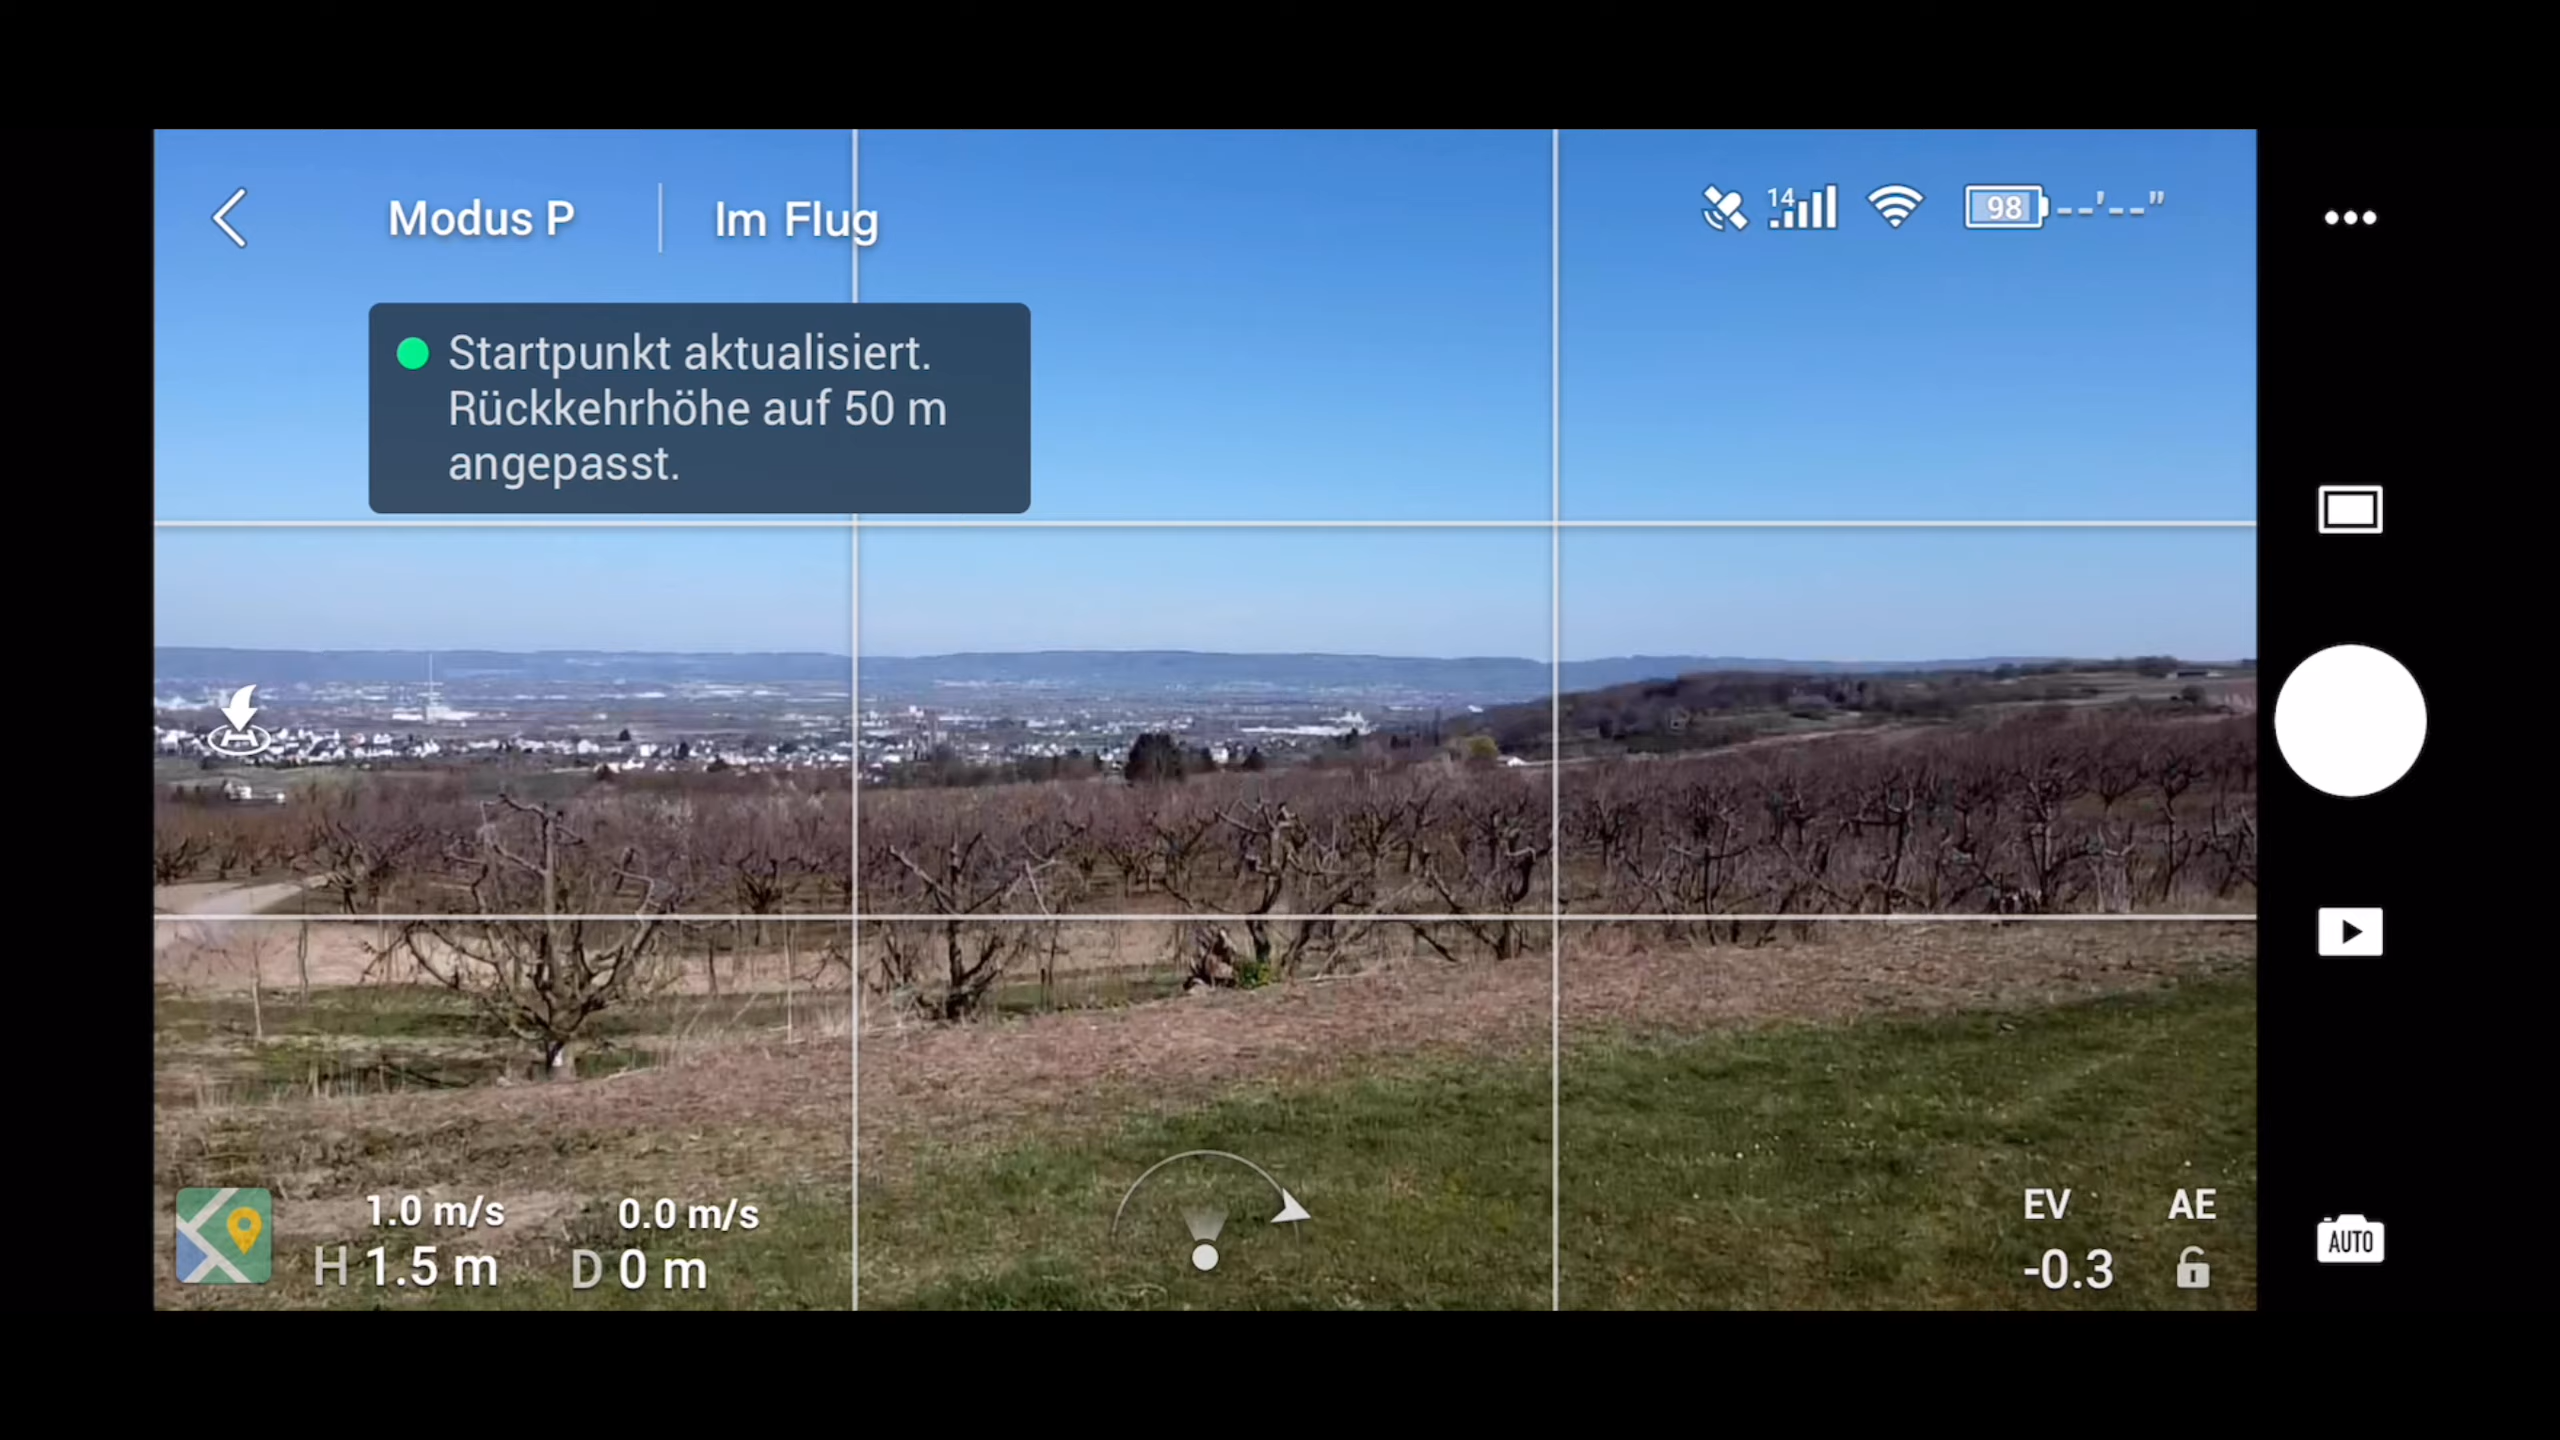 Modus P
Im Flug
14
98
--'--"
Startpunkt aktualisiert.
Rückkehrhöhe auf 50 m
angepasst.
1.0 m/s
0.0 m/s
H 1.5 m
D 0 m
EV
AE
-0.3
AUTO